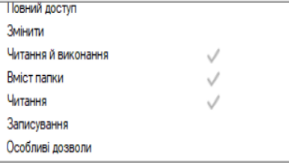 Повний доступ
Змінити
Читання й виконання
Вміст папки
Читання
Записування
Особливі дозволи